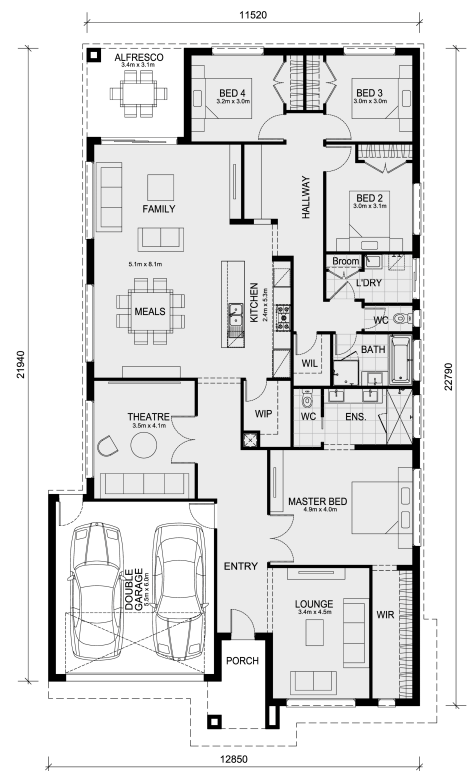 11520
ALFRESCO
3.4m x 3.1m
BED 4
3.2m x 3.0m
BED 3
3.0m x 3.0m
HALLWAY
FAMILY
BED 2
3.0m x 3.1m
5.1m x 8.1m
Broom
L'DRY
KITCHEN
2.4m x 5.3m
MEALS
WC
BATH
WIL
21940
22790
THEATRE
3.5m x 4.1m
WIP
WC
ENS.
MASTER BED
4.9m x 4.0m
DOUBLE
GARAGE
5.5m x 6.0m
ENTRY
LOUNGE
3.4m x 4.5m
WIR
PORCH
12850